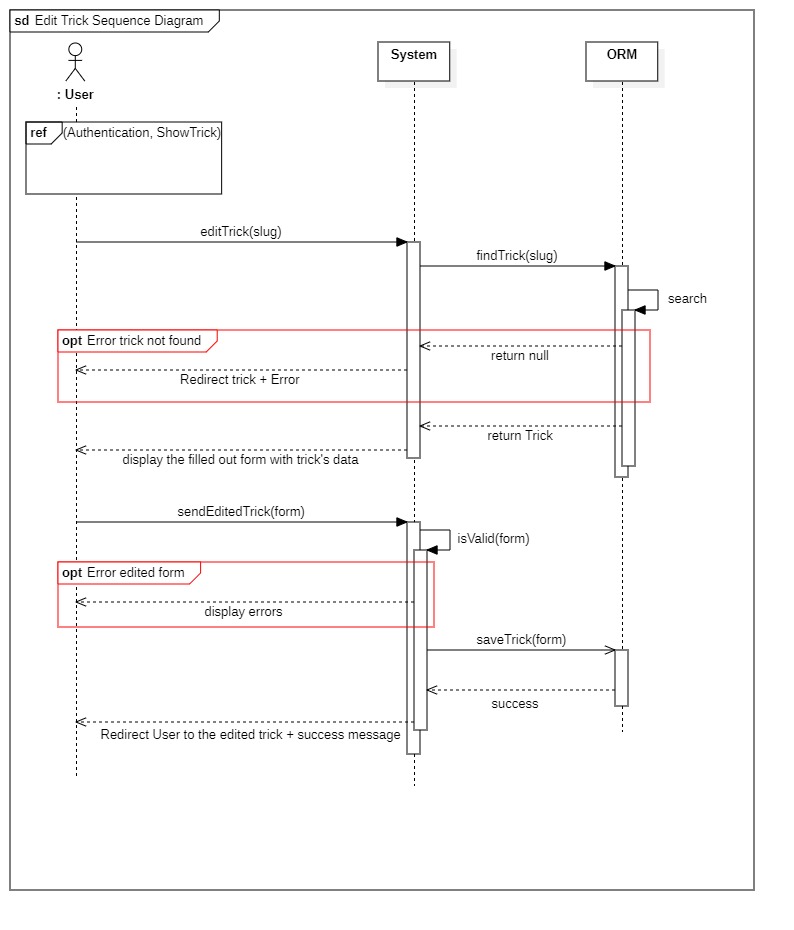 sd Edit Trick Sequence Diagram
: User
System
ORM
ref (Authentication, ShowTrick)
editTrick(slug)
findTrick(slug)
search
opt Error trick not found
return null
Redirect trick + Error
return Trick
display the filled out form with trick's data
sendEditedTrick(form)
isValid(form)
opt Error edited form
display errors
saveTrick(form)
success
Redirect User to the edited trick + success message